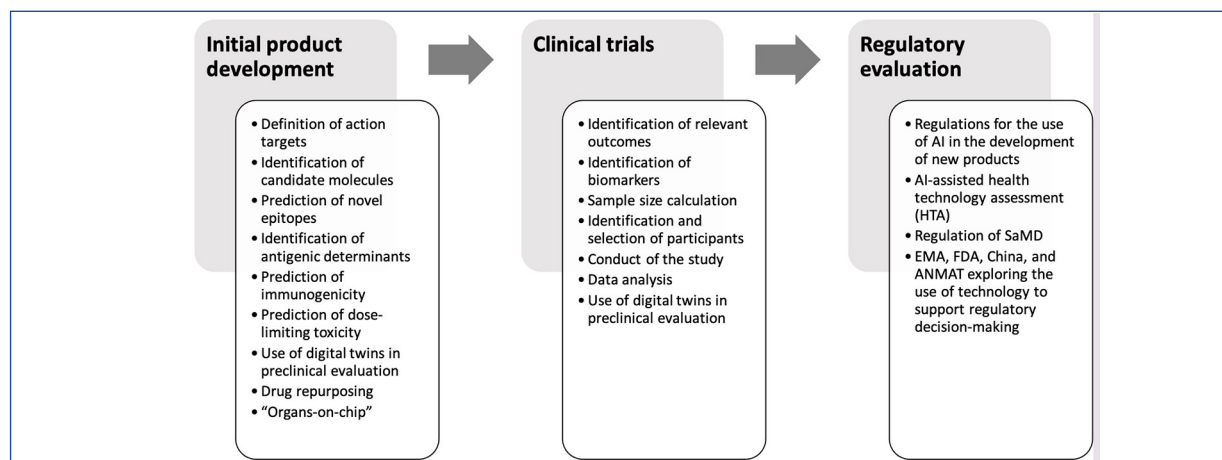 Initial product
development
• Definition of action
targets
• Identification of
candidate molecules
• Prediction of novel
epitopes
• Identification of
antigenic determinants
• Prediction of
immunogenicity
• Prediction of dose-
limiting toxicity
• Use of digital twins in
preclinical evaluation
• Drug repurposing
• “Organs-on-chip”
Clinical trials
• Identification of relevant
outcomes
• Identification of
biomarkers
• Sample size calculation
• Identification and
selection of participants
• Conduct of the study
• Data analysis
• Use of digital twins in
preclinical evaluation
Regulatory
evaluation
• Regulations for the use
of AI in the development
of new products
• AI-assisted health
technology assessment
(HTA)
• Regulation of SaMD
• EMA, FDA, China, and
ANMAT exploring the
use of technology to
support regulatory
decision-making